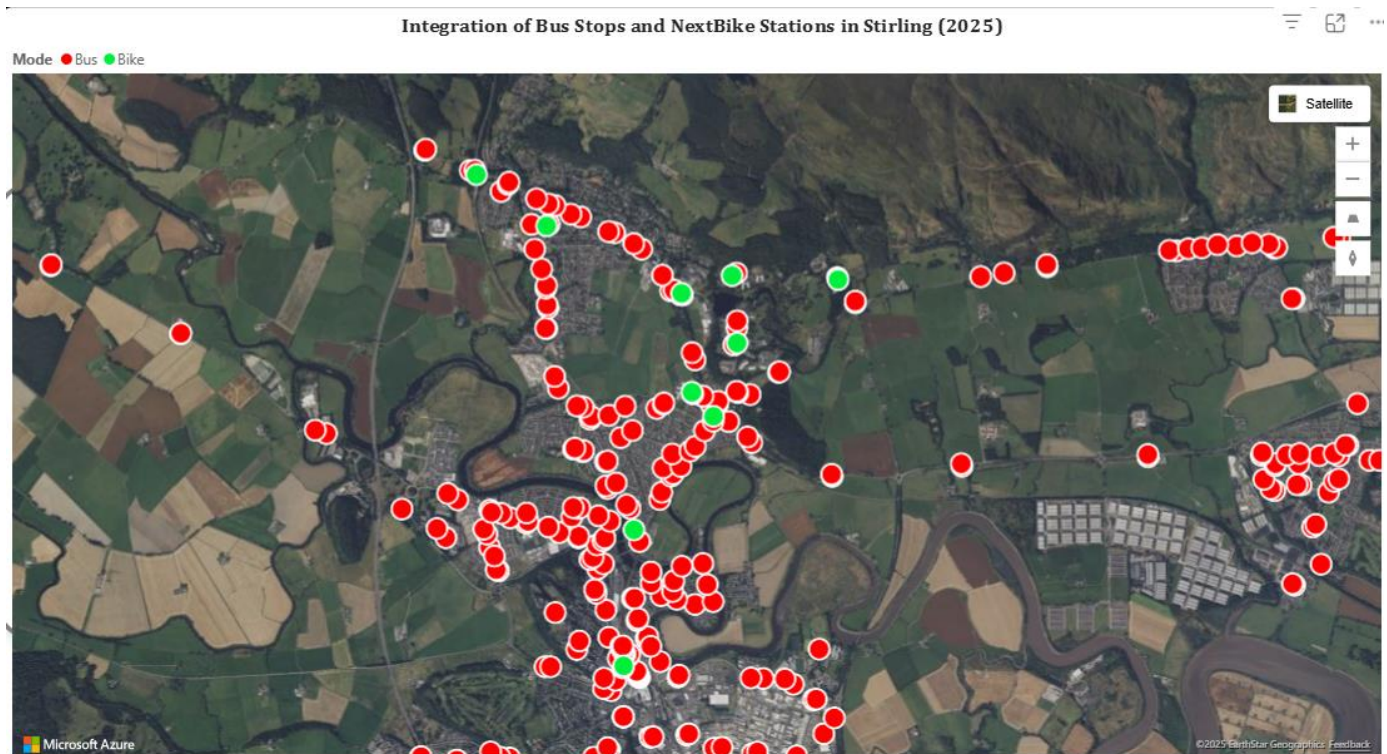 Integration of Bus Stops and NextBike Stations in Stirling (2025)
Mode Bus Bike
Satellite
Microsoft Azure
©2025 EarthStar Geographics Feedback